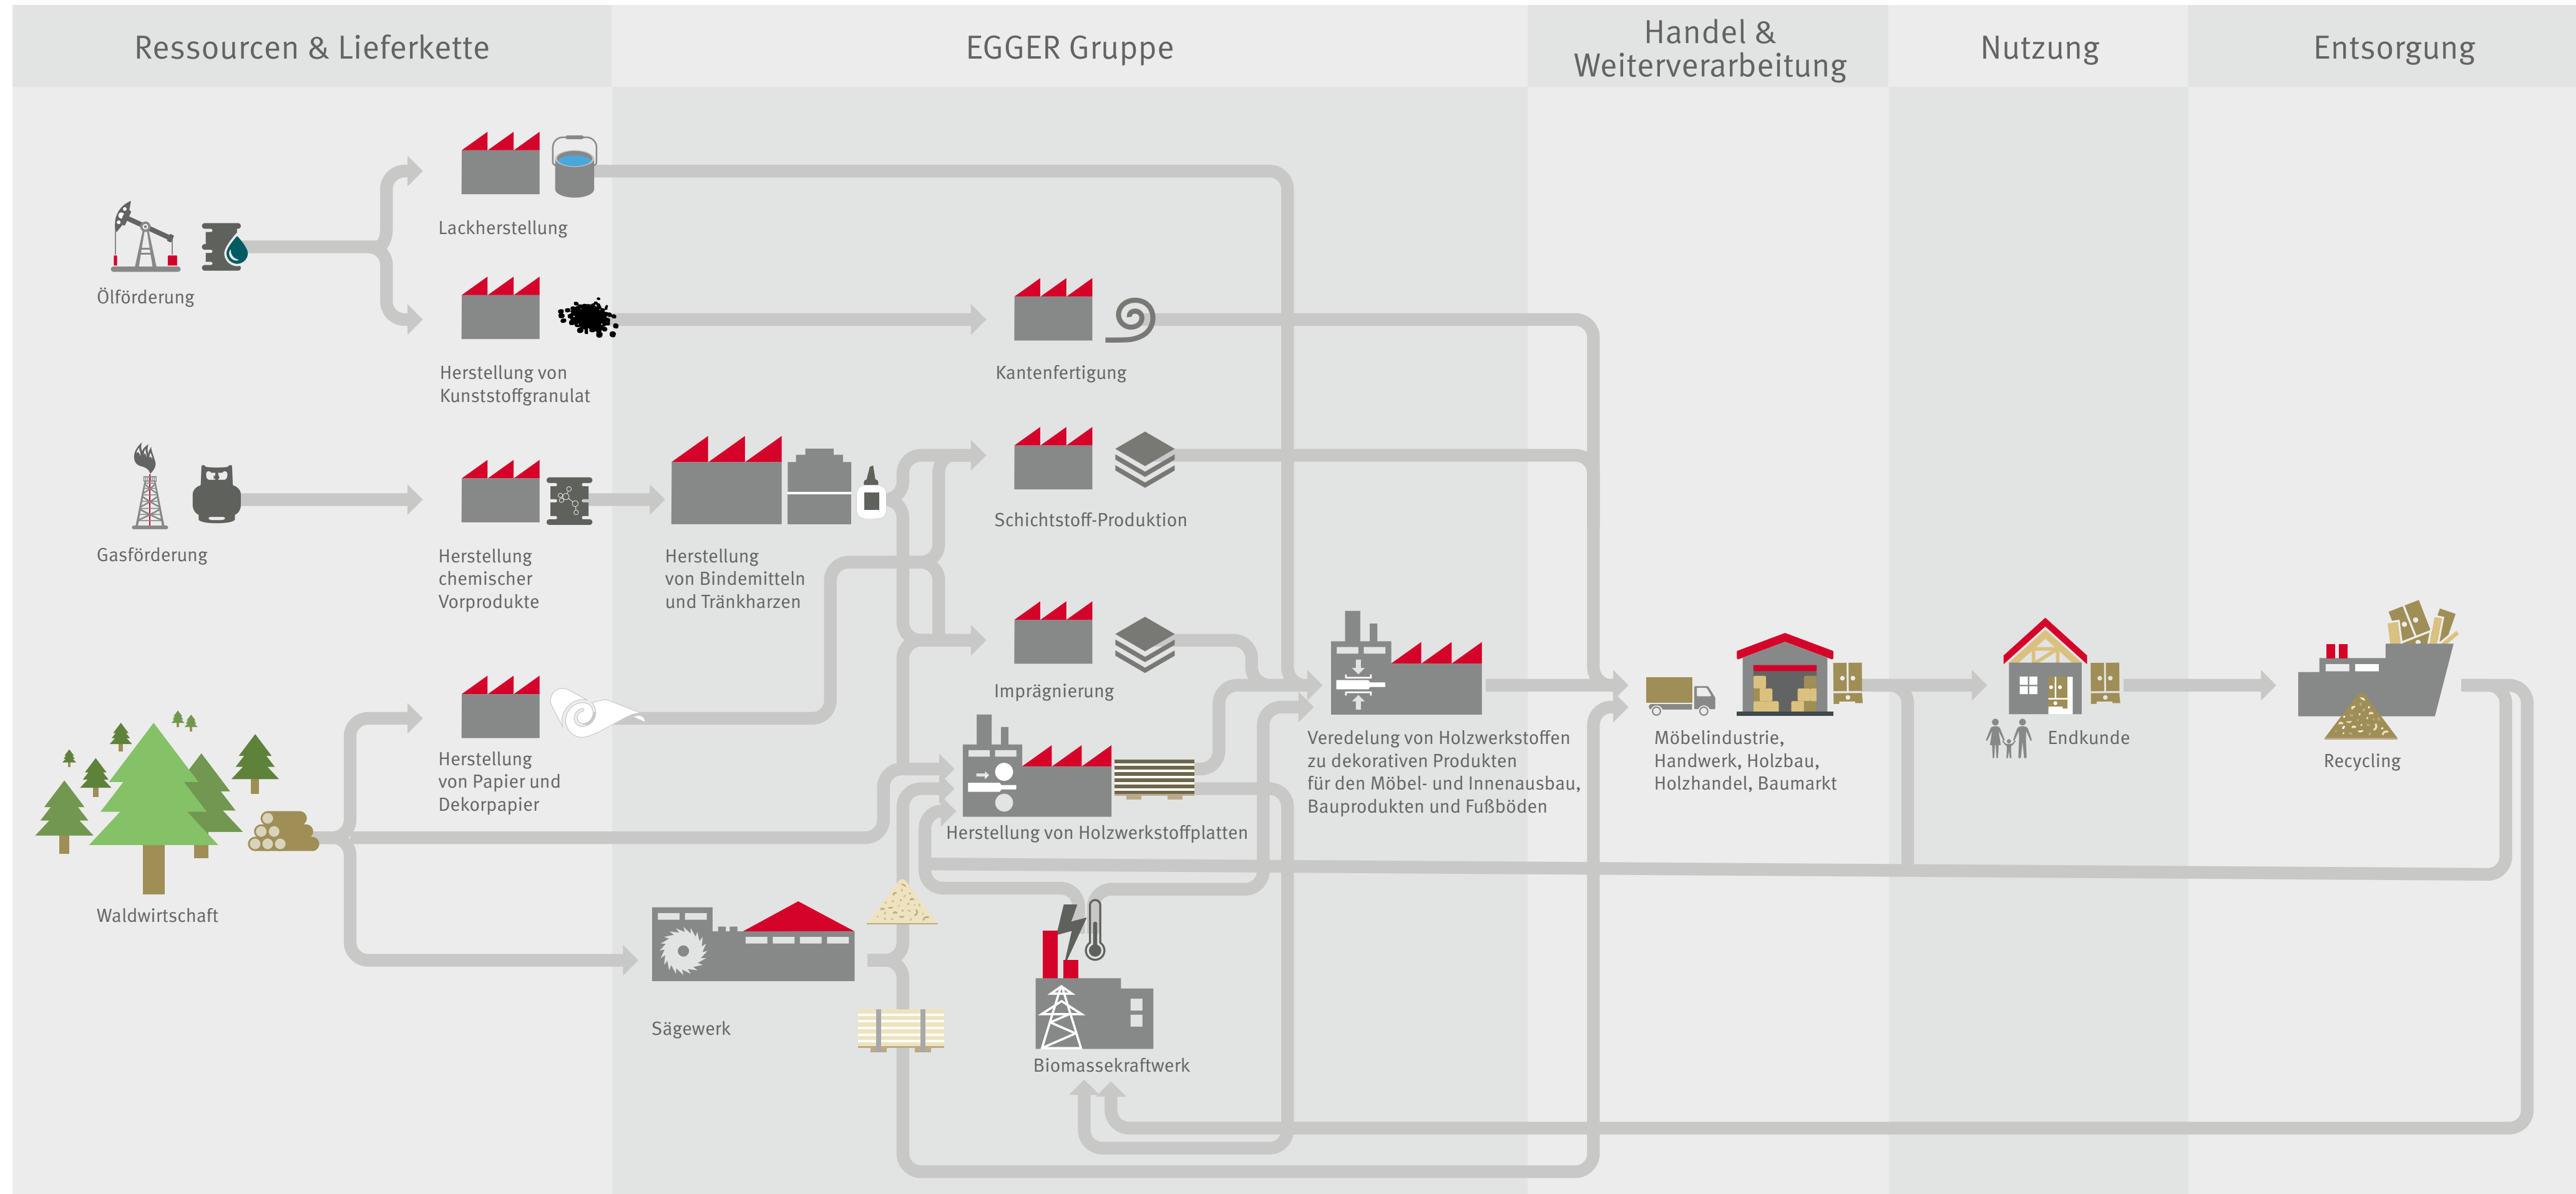 Ressourcen & Lieferkette
EGGER Gruppe
Handel &
Weiterverarbeitung
Nutzung
Entsorgung
Lackherstellung
Ölförderung
Herstellung von
Kunststoffgranulat
Kantenfertigung
Gasförderung
Herstellung
chemischer
Vorprodukte
Herstellung
von Bindemitteln
und Tränkharzen
Schichtstoff-Produktion
Imprägnierung
Herstellung
von Papier und
Dekorpapier
Waldwirtschaft
Herstellung von Holzwerkstoffplatten
Veredelung von Holzwerkstoffen
zu dekorativen Produkten
für den Möbel- und Innenausbau,
Bauprodukten und Fußböden
Möbelindustrie,
Handwerk, Holzbau,
Holzhandel, Baumarkt
Endkunde
Recycling
Sägewerk
Biomassekraftwerk